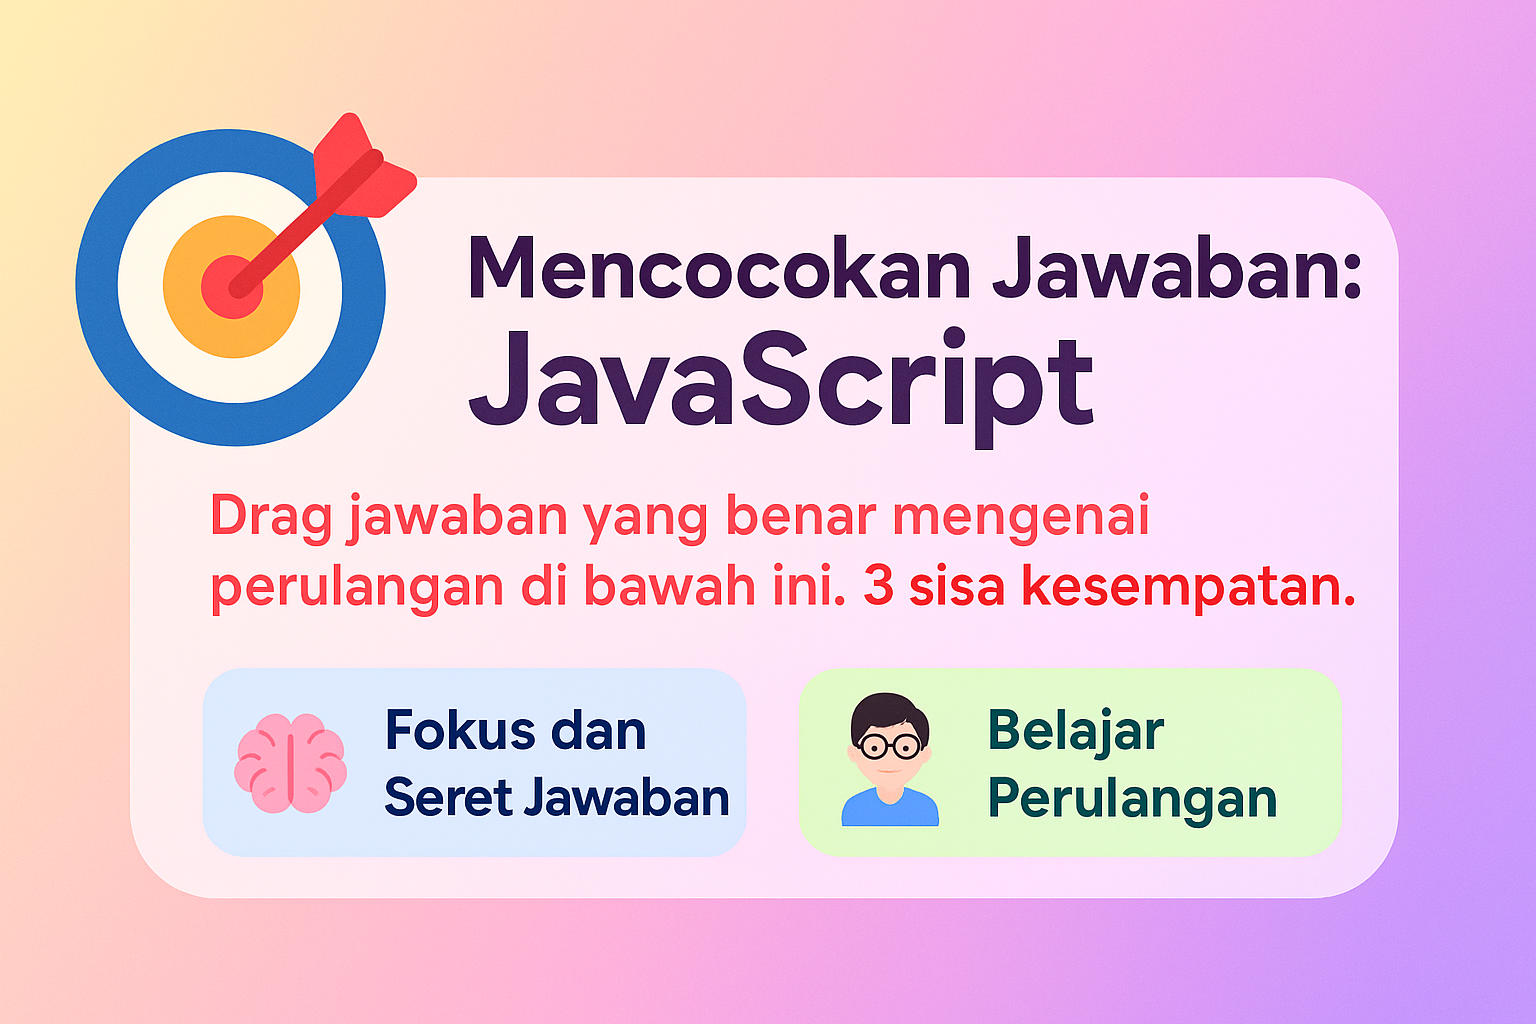 Mencocokan Jawaban:
JavaScript
Drag jawaban yang benar mengenai
perulangan di bawah ini. 3 sisa kesempatan.
Fokus dan
Seret Jawaban
Belajar
Perulangan